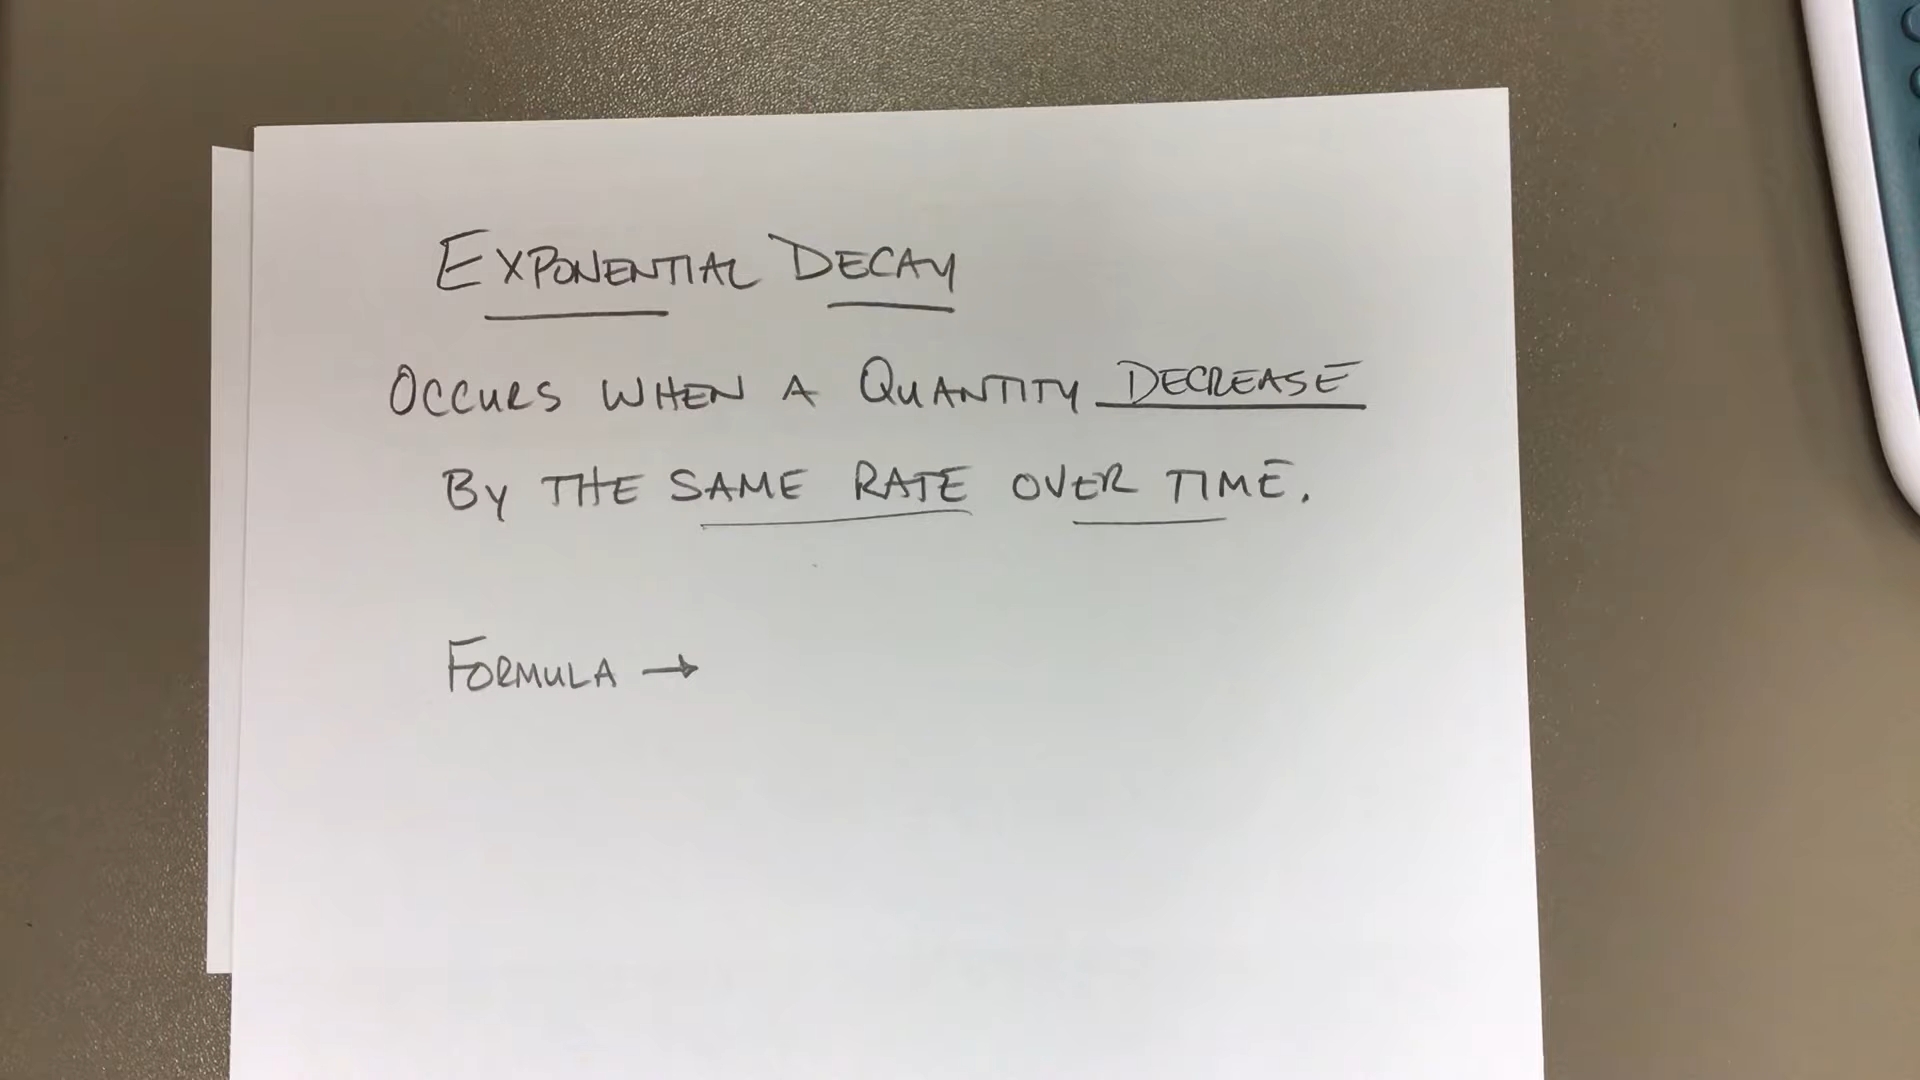 EXPONENTIAL DECAY
OCCURS WHEN A QUANTITY DECREASE
BY THE SAME RATE OVER TIME.
FORMULA →